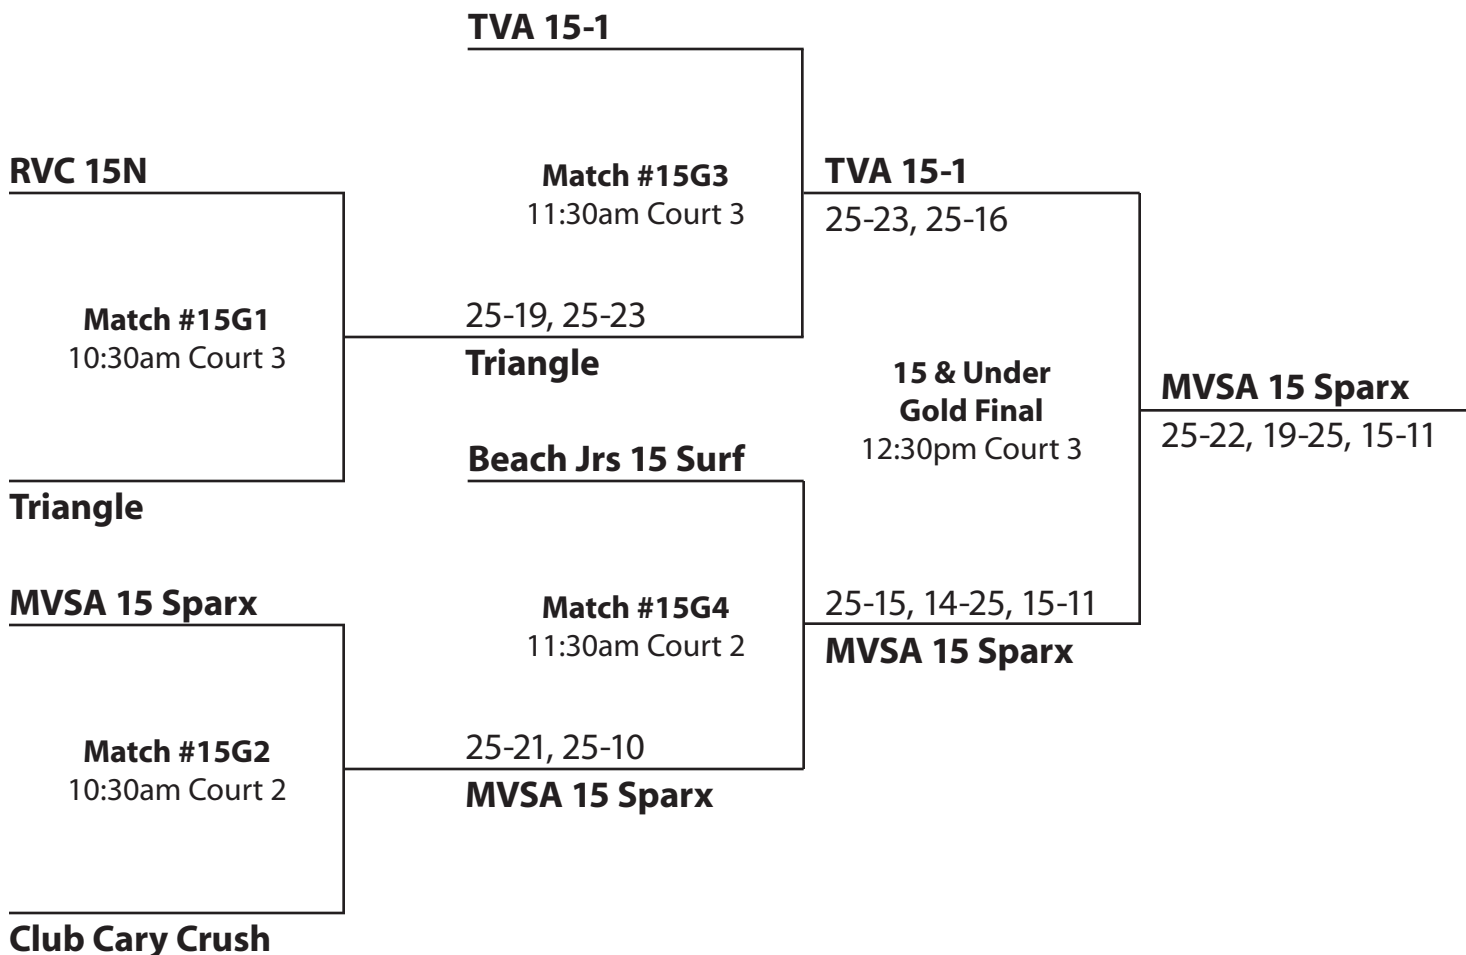 TVA 15-1
RVC 15N
Match #15G3
11:30am Court 3
TVA 15-1
25-23, 25-16
Match #15G1
10:30am Court 3
25-19, 25-23
Triangle
15 & Under
Gold Final
12:30pm Court 3
MVSA 15 Sparx
25-22, 19-25, 15-11
Beach Jrs 15 Surf
Triangle
MVSA 15 Sparx
Match #15G4
11:30am Court 2
25-15, 14-25, 15-11
MVSA 15 Sparx
Match #15G2
10:30am Court 2
25-21, 25-10
MVSA 15 Sparx
Club Cary Crush